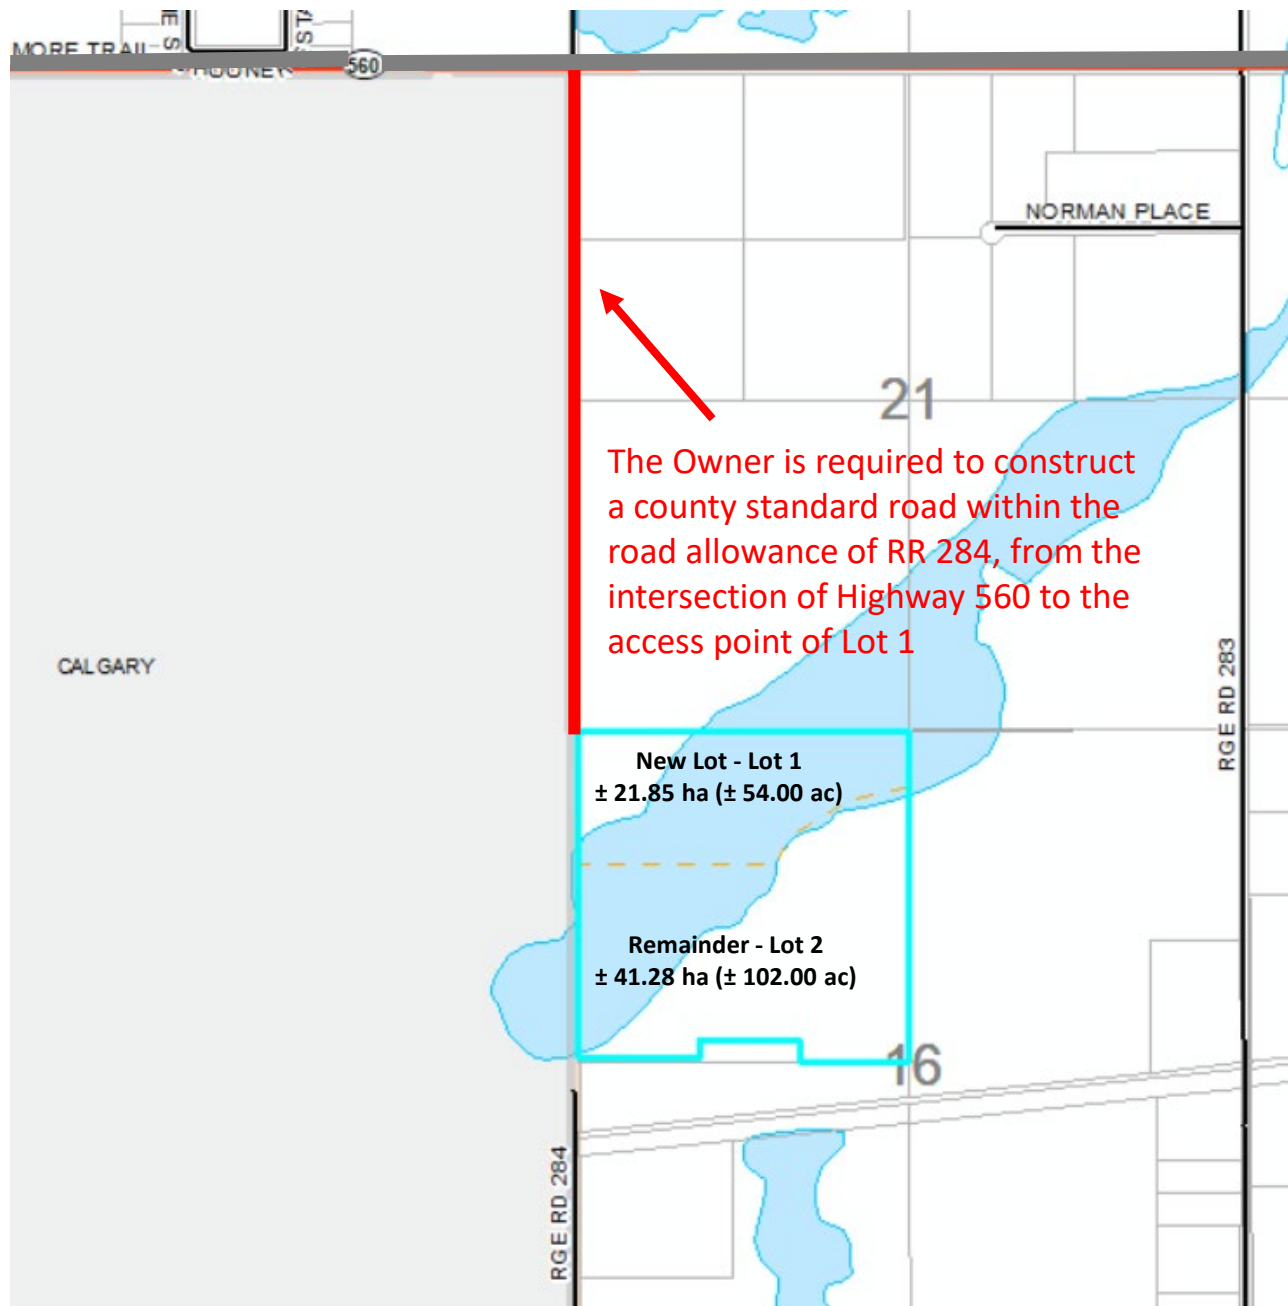 MORE TRAIL
560
NORMAN PLACE
21
The Owner is required to construct
a county standard road within the
road allowance of RR 284, from the
intersection of Highway 560 to the
access point of Lot 1
CALGARY
RGE RD 283
New Lot - Lot 1
± 21.85 ha (± 54.00 ac)
Remainder - Lot 2
± 41.28 ha (± 102.00 ac)
16
RGE RD 284